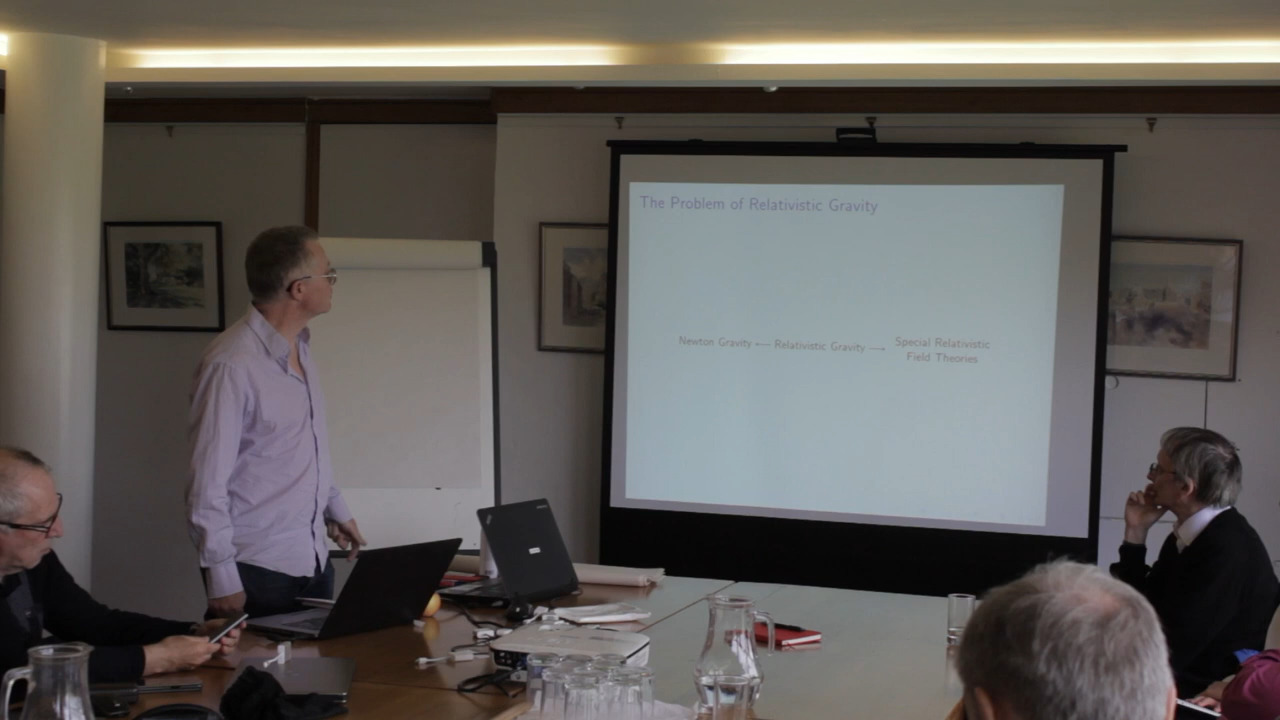 The Problem of Relativistic Gravity
Newton Gravity ← Relativistic Gravity → Special Relativistic
Field Theories